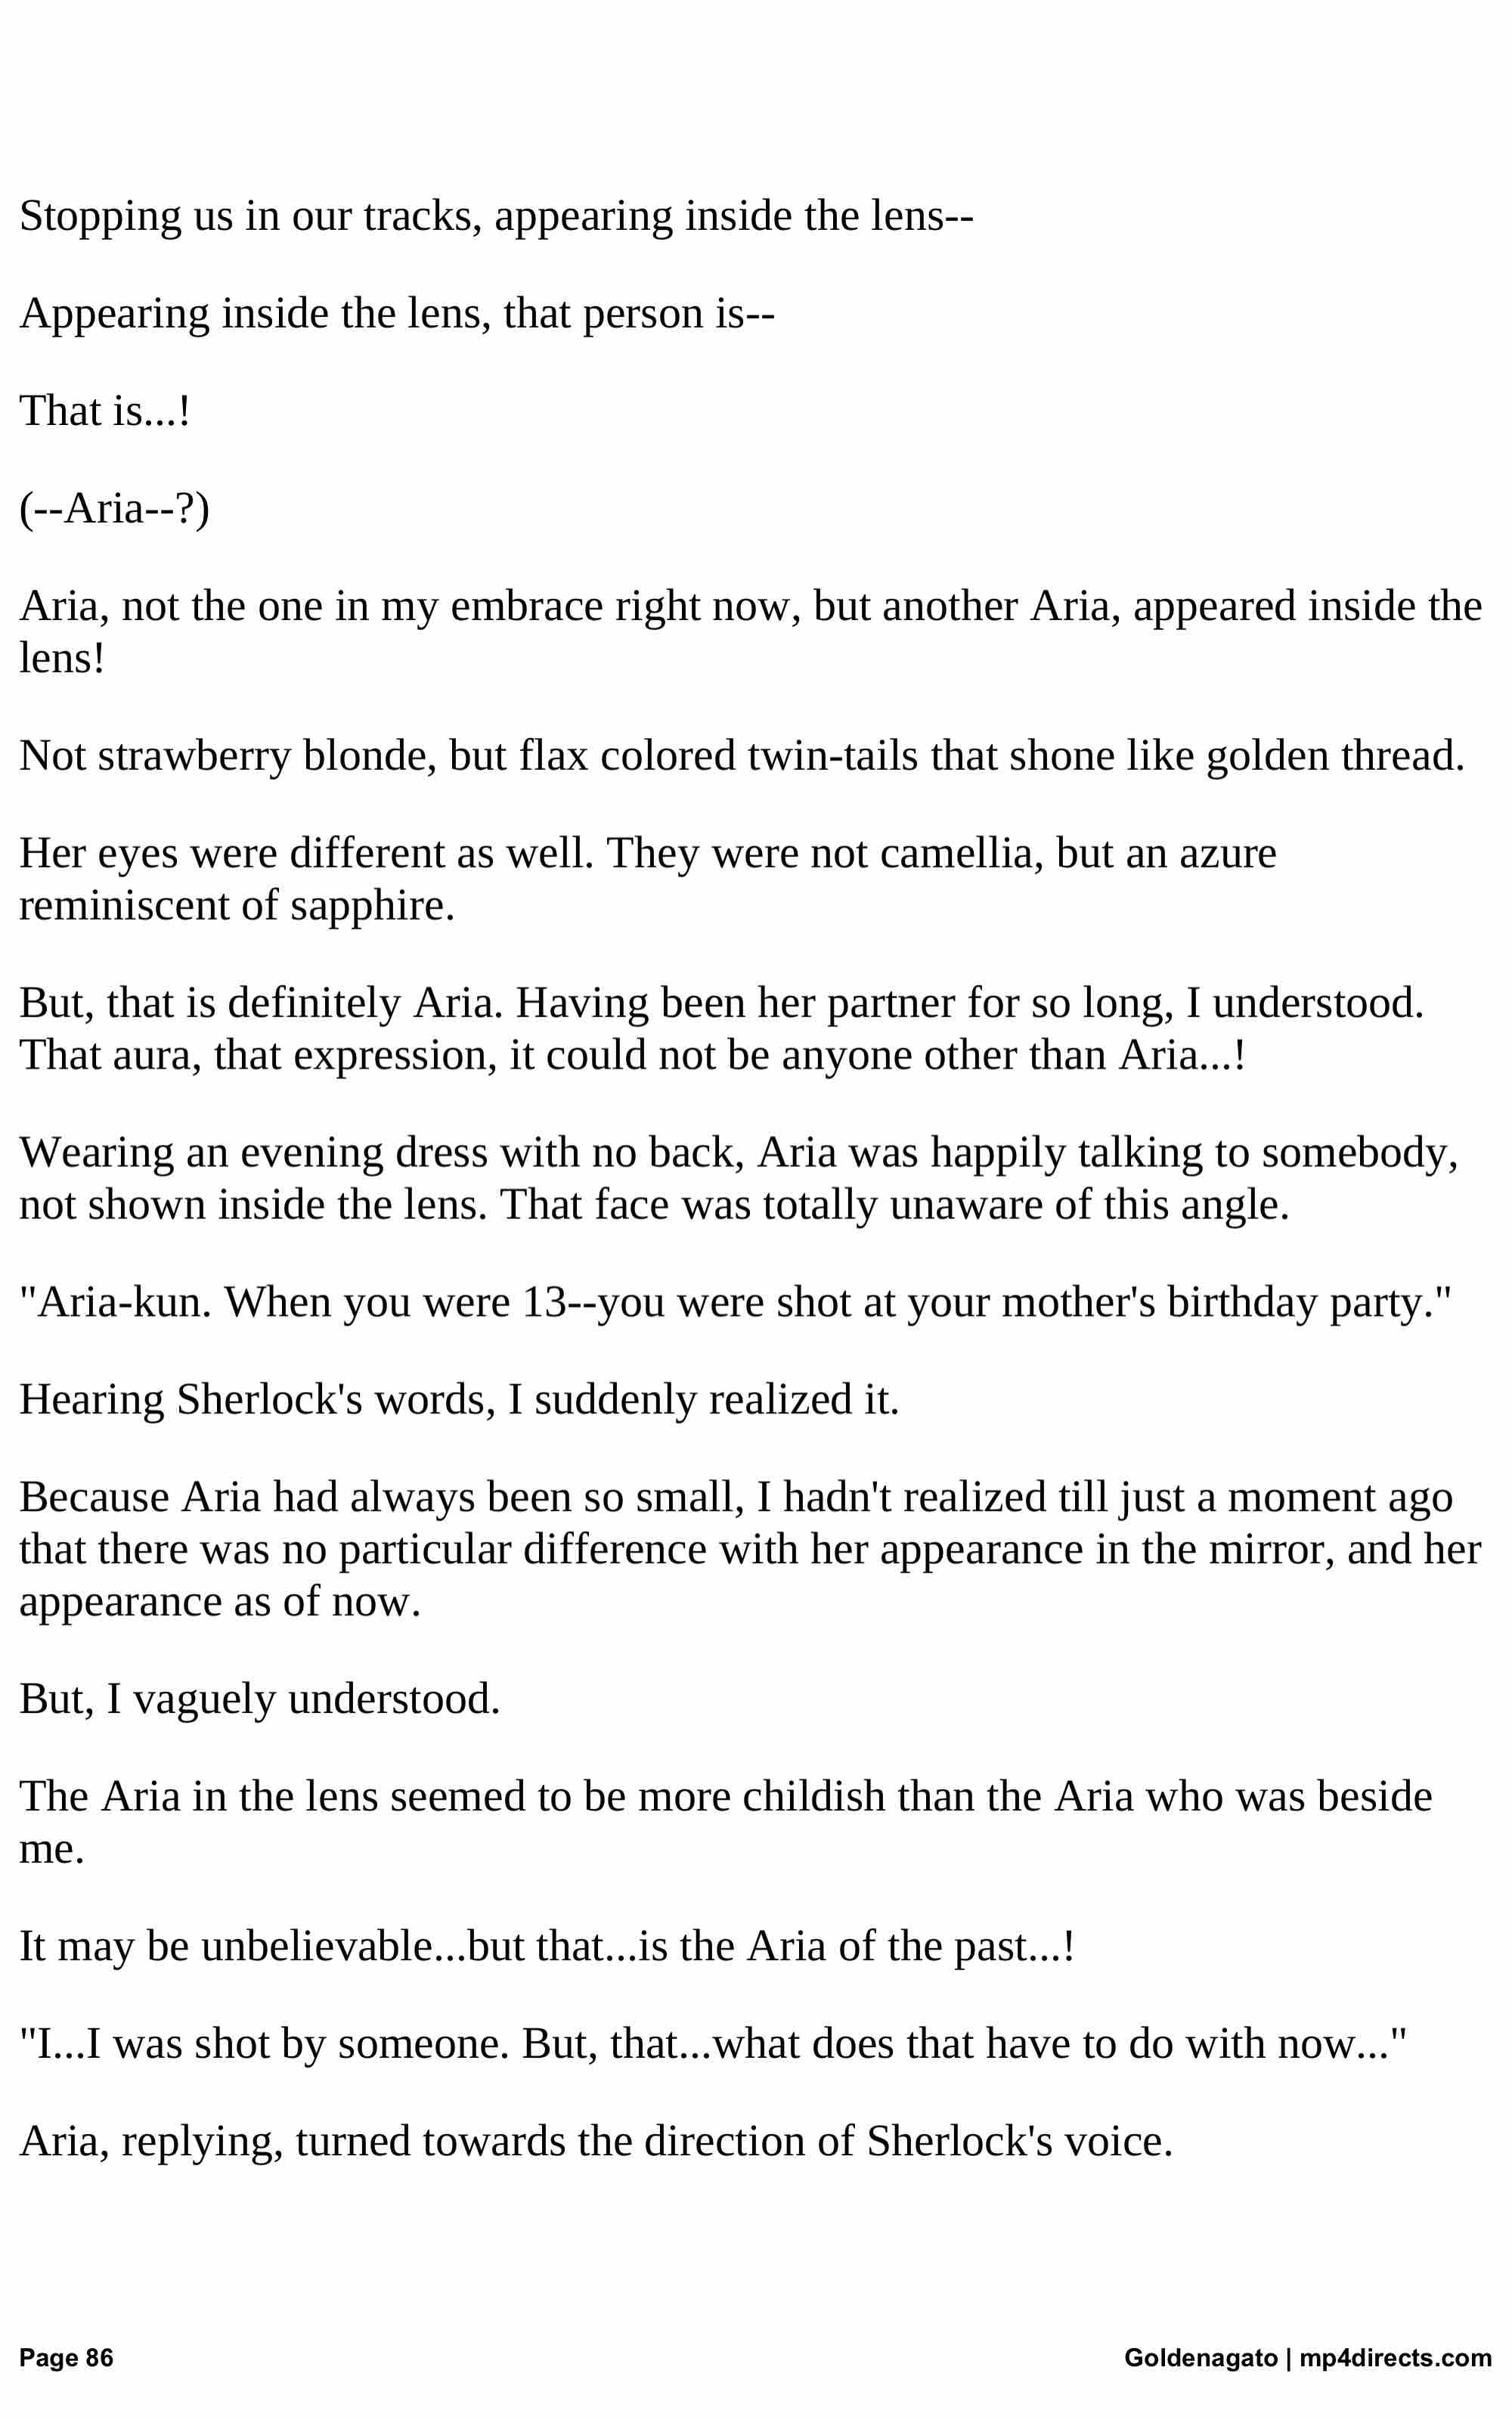 Stopping us in our tracks, appearing inside the lens--
Appearing inside the lens, that person is--
That is...!
(--Aria--?)
Aria, not the one in my embrace right now, but another Aria, appeared inside the
lens!
Not strawberry blonde, but flax colored twin-tails that shone like golden thread.
Her eyes were different as well. They were not camellia, but an azure
reminiscent of sapphire.
But, that is definitely Aria. Having been her partner for so long, I understood.
That aura, that expression, it could not be anyone other than Aria...!
Wearing an evening dress with no back, Aria was happily talking to somebody,
not shown inside the lens. That face was totally unaware of this angle.
"Aria-kun. When you were 13--you were shot at your mother's birthday party."
Hearing Sherlock's words, I suddenly realized it.
Because Aria had always been so small, I hadn't realized till just a moment ago
that there was no particular difference with her appearance in the mirror, and her
appearance as of now.
But, I vaguely understood.
The Aria in the lens seemed to be more childish than the Aria who was beside
me.
It may be unbelievable...but that...is the Aria of the past...!
"I...I was shot by someone. But, that...what does that have to do with now..."
Aria, replying, turned towards the direction of Sherlock's voice.
Page 86
Goldenagato | mp4directs.com